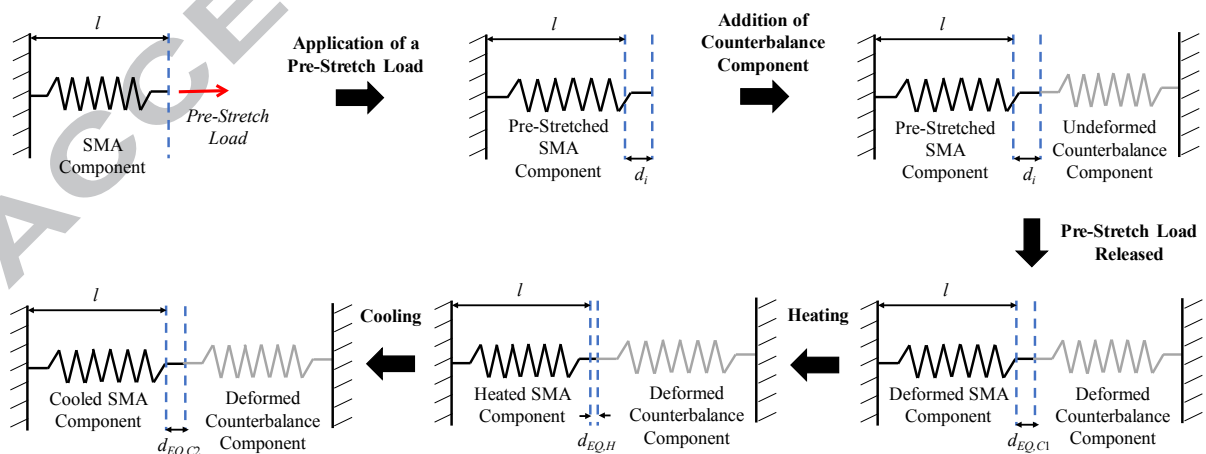 ACCE
l
SMA
Component
Pre-Stretch
Load
Application of a
Pre-Stretch Load
l
Pre-Stretched
SMA
Component
d_i
Addition of
Counterbalance
Component
l
Pre-Stretched
SMA
Component
d_i
Undeformed
Counterbalance
Component
Pre-Stretch Load
Released
l
Deformed SMA
Component
d_EQ,C1
Deformed
Counterbalance
Component
Heating
l
Heated SMA
Component
d_EQ,H
Deformed
Counterbalance
Component
Cooling
l
Cooled SMA
Component
d_EQ,C2
Deformed
Counterbalance
Component